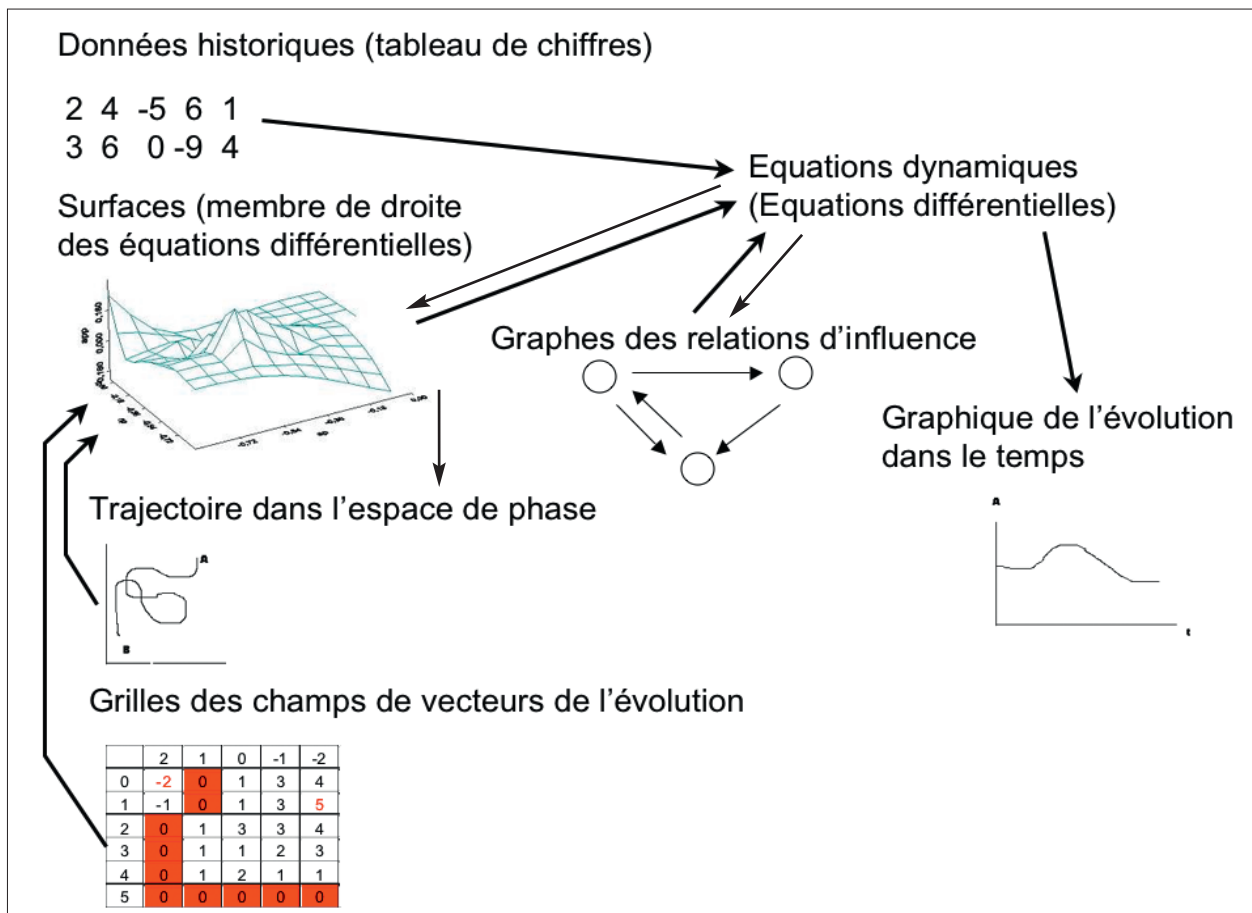 Données historiques (tableau de chiffres)
2 4 -5 6 1
3 6 0 -9 4
Equations dynamiques
(Equations différentielles)
Surfaces (membre de droite
des équations différentielles)
Graphes des relations d'influence
Graphique de l'évolution
dans le temps
A
t
Trajectoire dans l'espace de phase
A
B
Grilles des champs de vecteurs de l'évolution
2 1 0 -1 -2
0 -2 0 1 3 4
1 -1 0 1 3 5
2 0 1 3 3 4
3 0 1 1 2 3
4 0 1 2 1 1
5 0 0 0 0 0